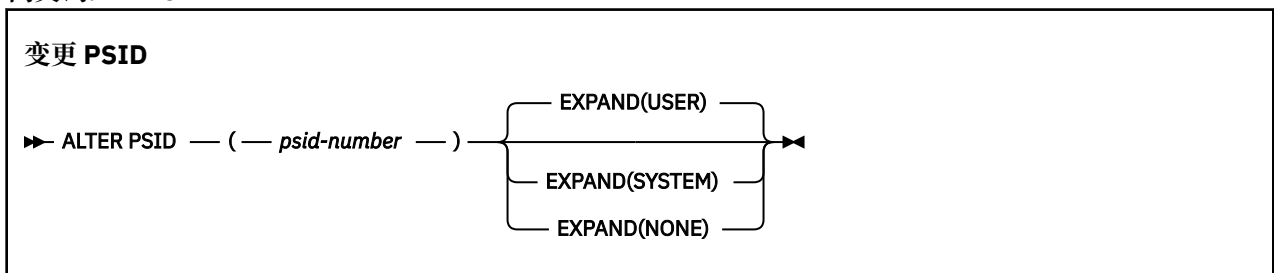 变更 PSID
EXPAND(USER)
ALTER PSID ( psid-number )
EXPAND(SYSTEM)
EXPAND(NONE)